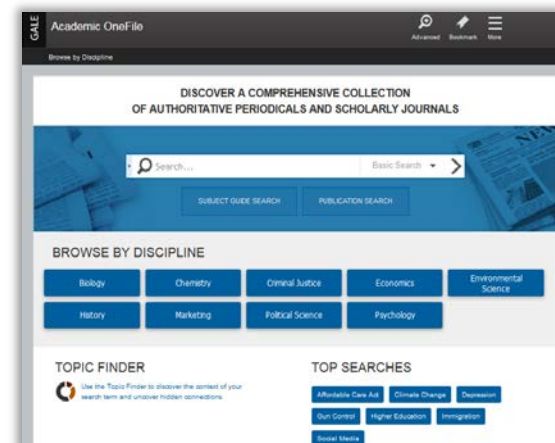 GALE
Academic OneFile
Advanced
Bookmark
More
Browse by Discipline
DISCOVER A COMPREHENSIVE COLLECTION
OF AUTHORITATIVE PERIODICALS AND SCHOLARLY JOURNALS
Search...
Basic Search
SUBJECT GUIDE SEARCH
PUBLICATION SEARCH
BROWSE BY DISCIPLINE
Biology
Chemistry
Criminal Justice
Economics
Environmental
Science
History
Marketing
Political Science
Psychology
TOPIC FINDER
Use the Topic Finder to discover the content of your
search term and uncover hidden connections.
TOP SEARCHES
Affordable Care Act
Climate Change
Depression
Gun Control
Higher Education
Immigration
Social Media